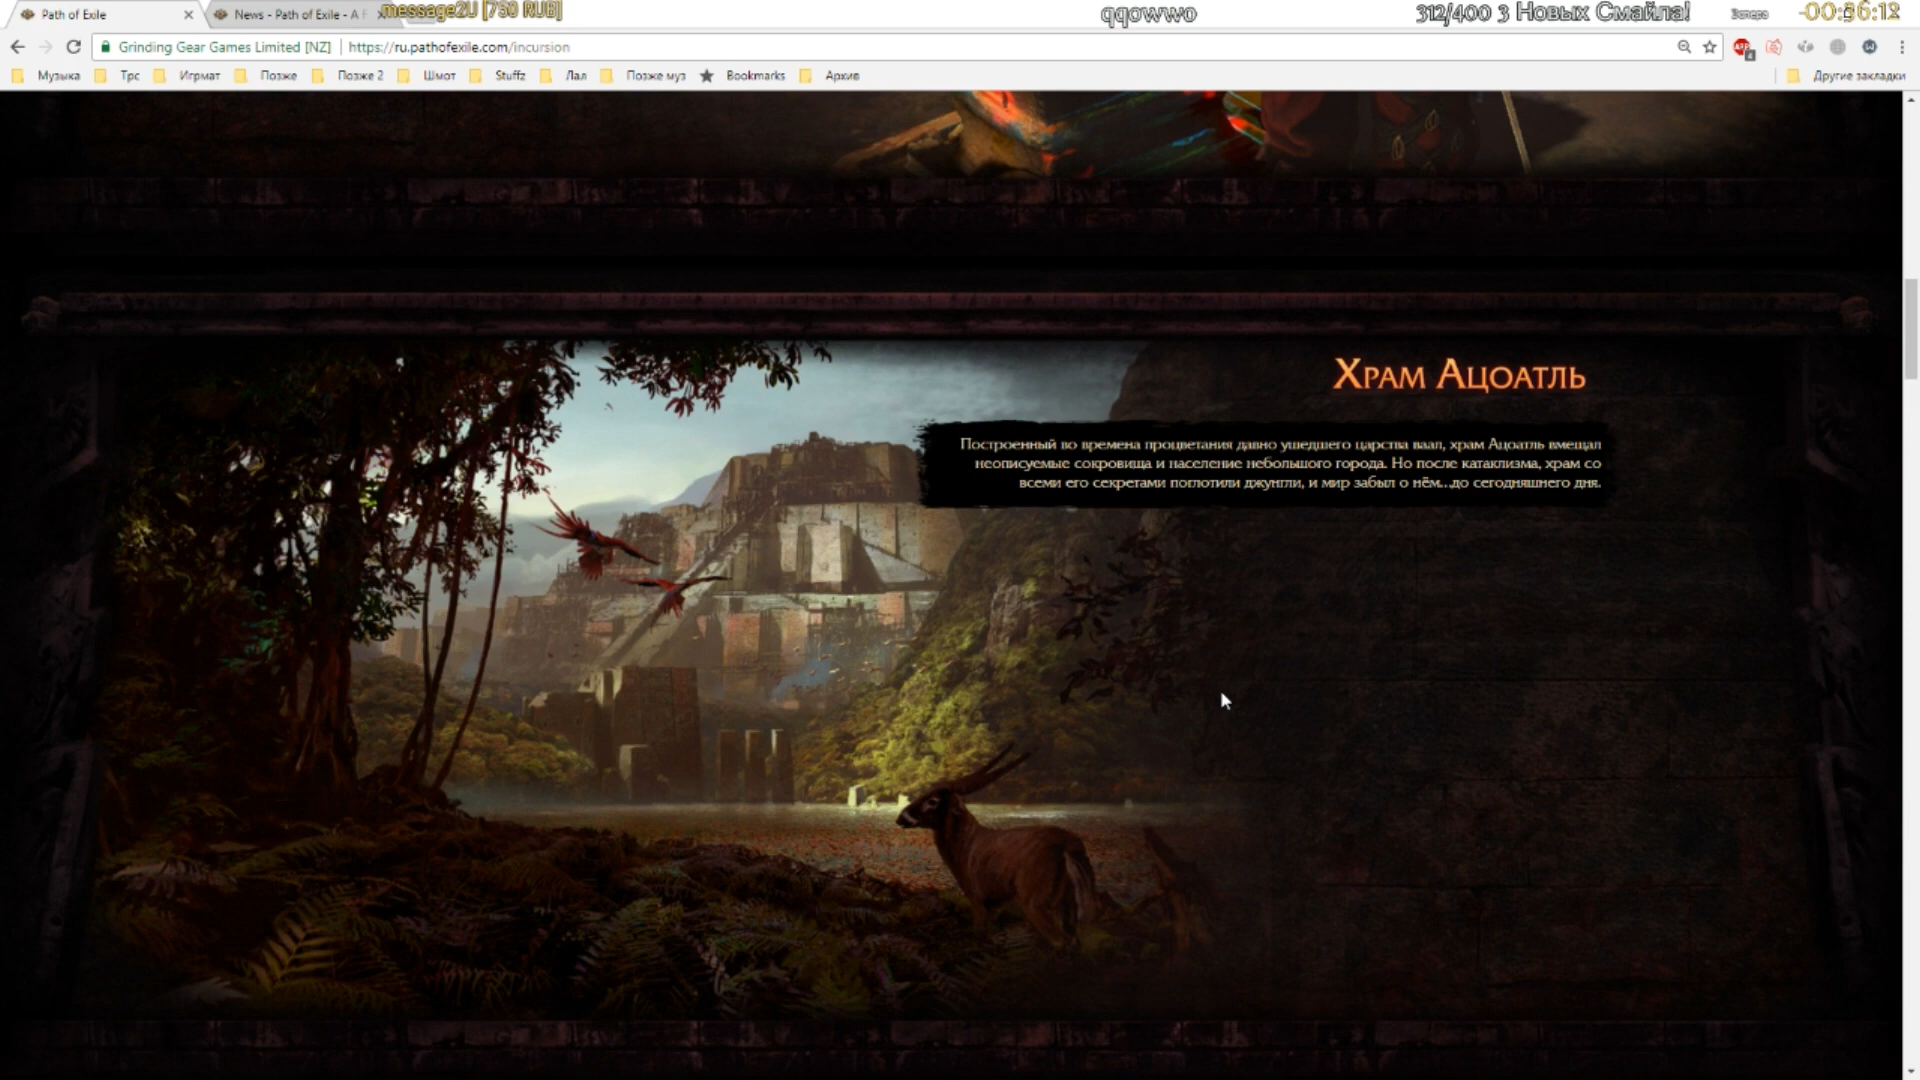 Path of Exile
News - Path of Exile - A F
message2U [750 RUB]
qqowwo
312/400 3 Новых Смайла!
-00:36:12
Grinding Gear Games Limited [NZ]
https://ru.pathofexile.com/incursion
Музыка
Трс
Игрмат
Позже
Позже 2
Шмот
Stuffz
Лал
Позже муз
Bookmarks
Архив
Другие закладки
Храм Ацоатль
Построенный во времена процветания давно ушедшего царства ваал, храм Ацоатль вмещал
неописуемые сокровища и население небольшого города. Но после катаклизма, храм со
всеми его секретами поглотили джунгли, и мир забыл о нём...до сегодняшнего дня.